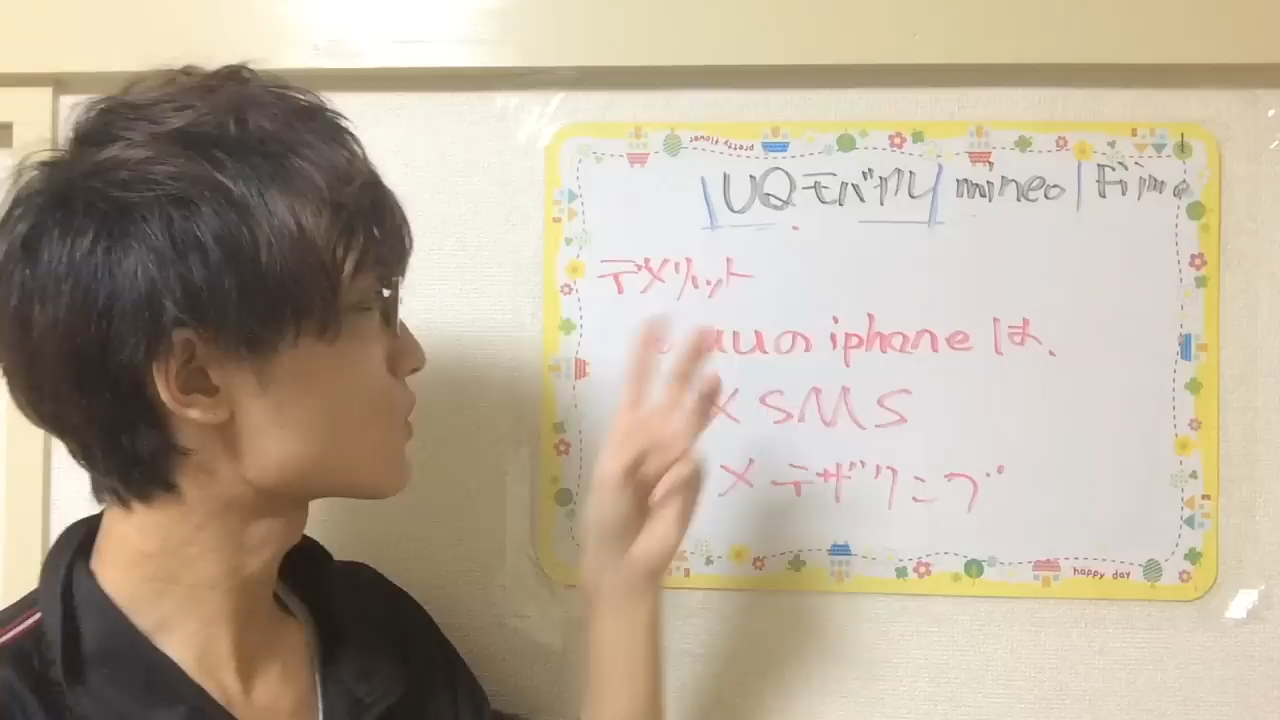 pretty flower
UQモバイル mineo Fiimo
デメリット
auのiphoneは、
× SMS
× テザリング
happy day